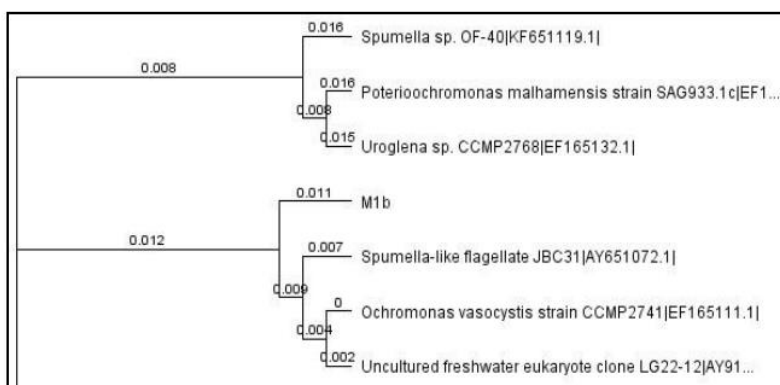 0.016
Spumella sp. OF-40|KF651119.1|
0.008
0.016
Poterioochromonas malhamensis strain SAG933.1c|EF1...
0.008
0.015
Uroglena sp. CCMP2768|EF165132.1|
0.011
M1b
0.012
0.007
Spumella-like flagellate JBC31|AY651072.1|
0.009
0
Ochromonas vasocystis strain CCMP2741|EF165111.1|
0.004
0.002
Uncultured freshwater eukaryote clone LG22-12|AY91...